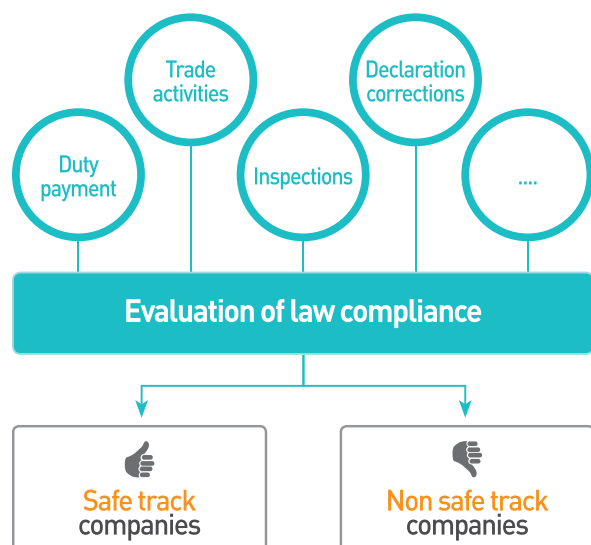 Trade
activities
Declaration
corrections
Duty
payment
Inspections
....
Evaluation of law compliance
Safe track
companies
Non safe track
companies